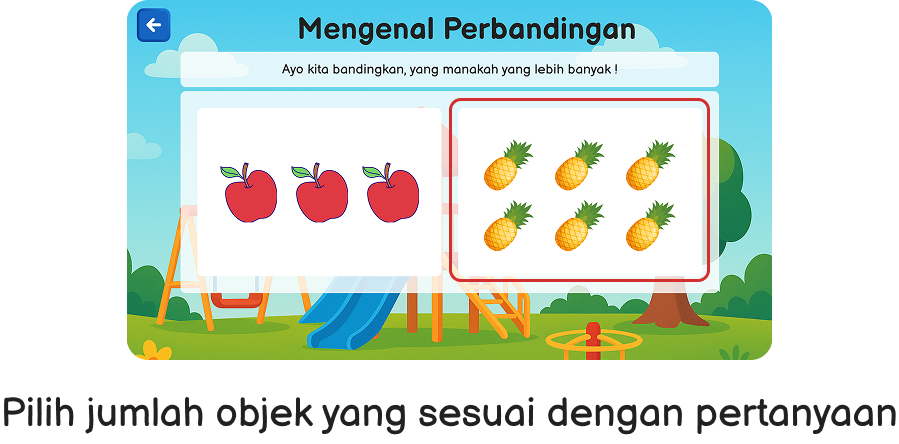 Mengenal Perbandingan
Ayo kita bandingkan, yang manakah yang lebih banyak !
Pilih jumlah objek yang sesuai dengan pertanyaan